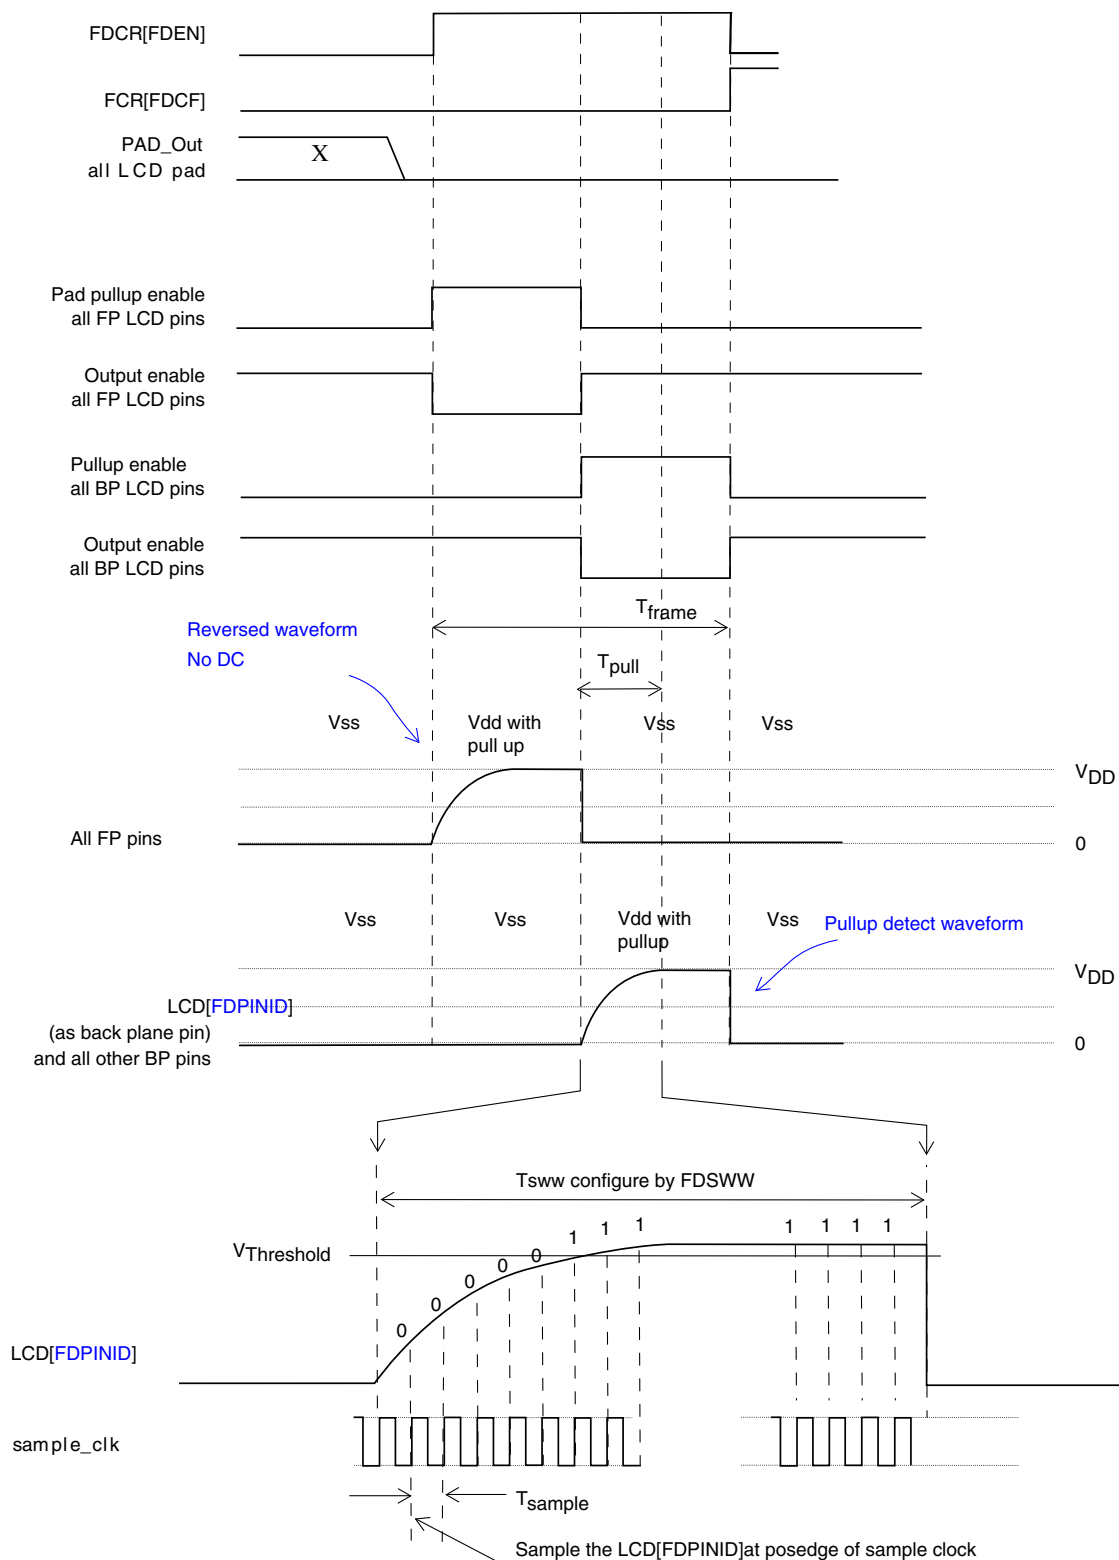 FDCR[FDEN]
FCR[FDCF]
PAD_Out
all LCD pad
X
Pad pullup enable
all FP LCD pins
Output enable
all FP LCD pins
Pullup enable
all BP LCD pins
Output enable
all BP LCD pins
Tframe
Reversed waveform
No DC
Tpull
Vss
Vdd with
pull up
Vss
Vss
VDD
All FP pins
0
Vss
Vss
Vdd with
pullup
Vss
Pullup detect waveform
VDD
LCD[FDPINID]
(as back plane pin)
and all other BP pins
0
Tsww configure by FDSWW
VThreshold
0 0 0 0 0 1 1 1 1 1 1 1
LCD[FDPINID]
sample_clk
Tsample
Sample the LCD[FDPINID]at posedge of sample clock